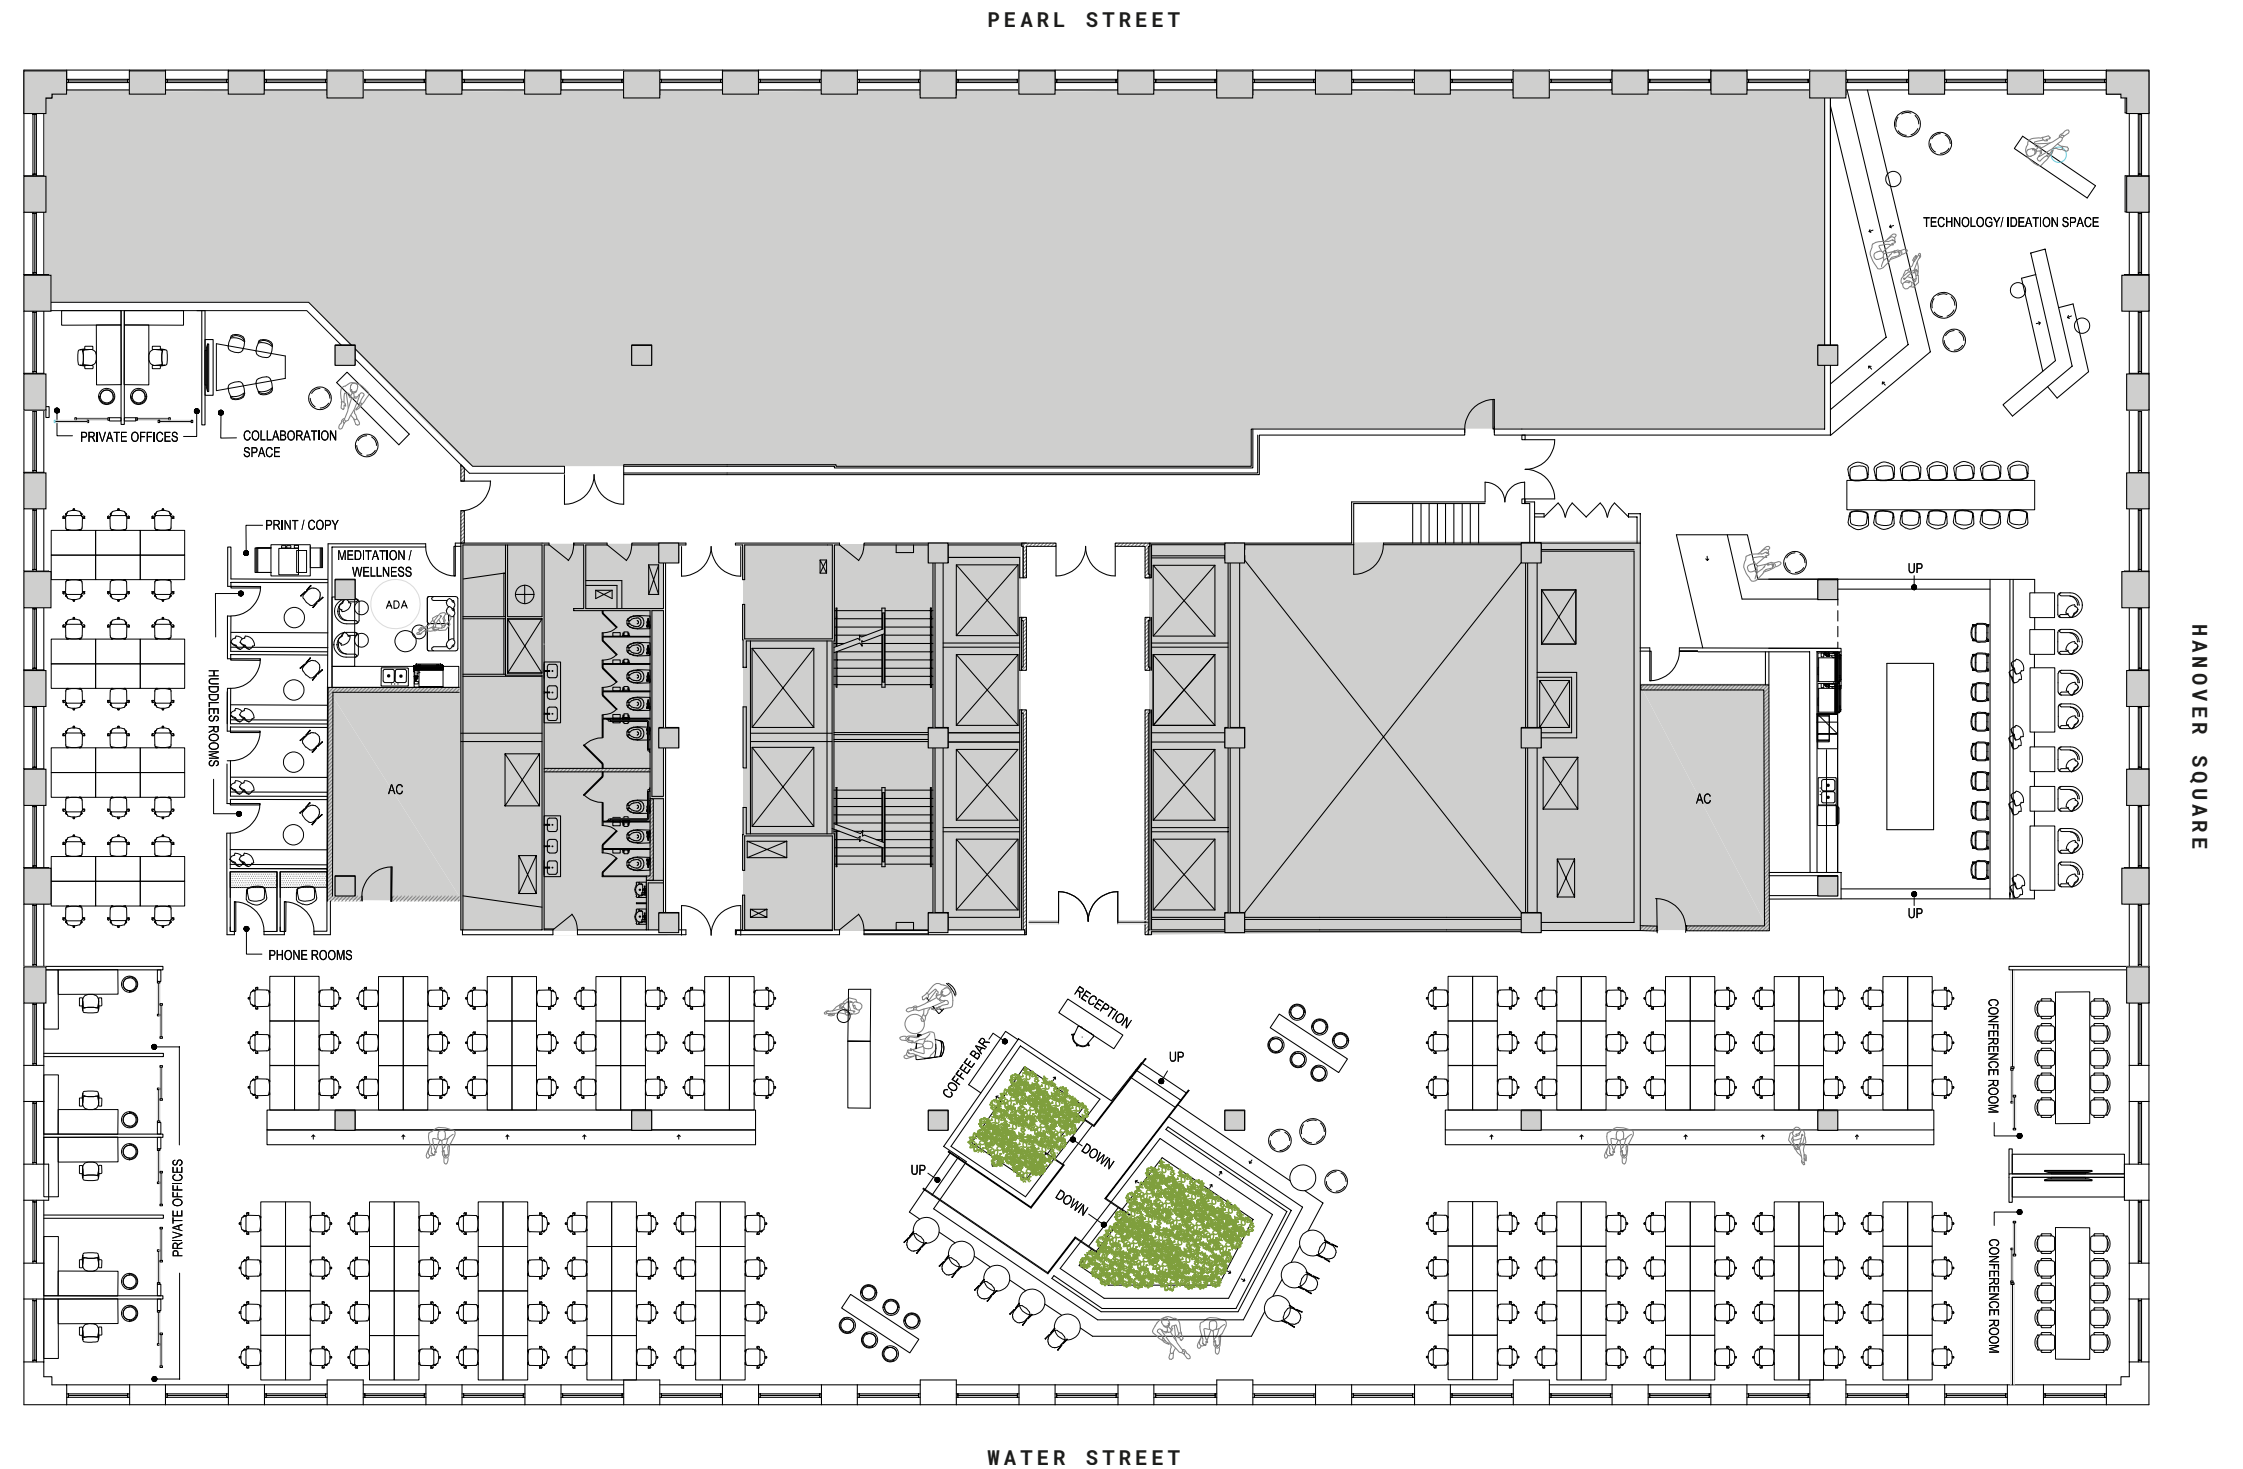 PEARL STREET
TECHNOLOGY/ IDEATION SPACE
PRIVATE OFFICES
COLLABORATION
SPACE
PRINT / COPY
MEDITATION /
WELLNESS
ADA
UP
HUDDLES ROOMS
AC
AC
HANOVER SQUARE
UP
PHONE ROOMS
RECEPTION
COFFEE BAR
UP
CONFERENCE ROOM
DOWN
UP
DOWN
PRIVATE OFFICES
CONFERENCE ROOM
WATER STREET